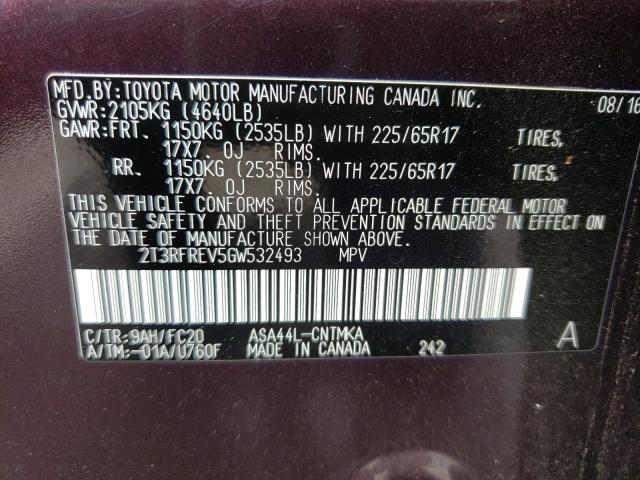 MFD.BY:TOYOTA MOTOR MANUFACTURING CANADA INC. 08/16
GVWR:2105KG (4640LB)
GAWR:FRT. 1150KG (2535LB) WITH 225/65R17 TIRES.
17X7. 0J RIMS.
RR. 1150KG (2535LB) WITH 225/65R17 TIRES.
17X7. 0J RIMS.
THIS VEHICLE CONFORMS TO ALL APPLICABLE FEDERAL MOTOR
VEHICLE SAFETY AND THEFT PREVENTION STANDARDS IN EFFECT ON
THE DATE OF MANUFACTURE SHOWN ABOVE.
2T3RFREV5GW532493 MPV
C/TR:9AH/FC20 ASA44L-CNTMKA
A/TM:-01A/U760F MADE IN CANADA 242 A